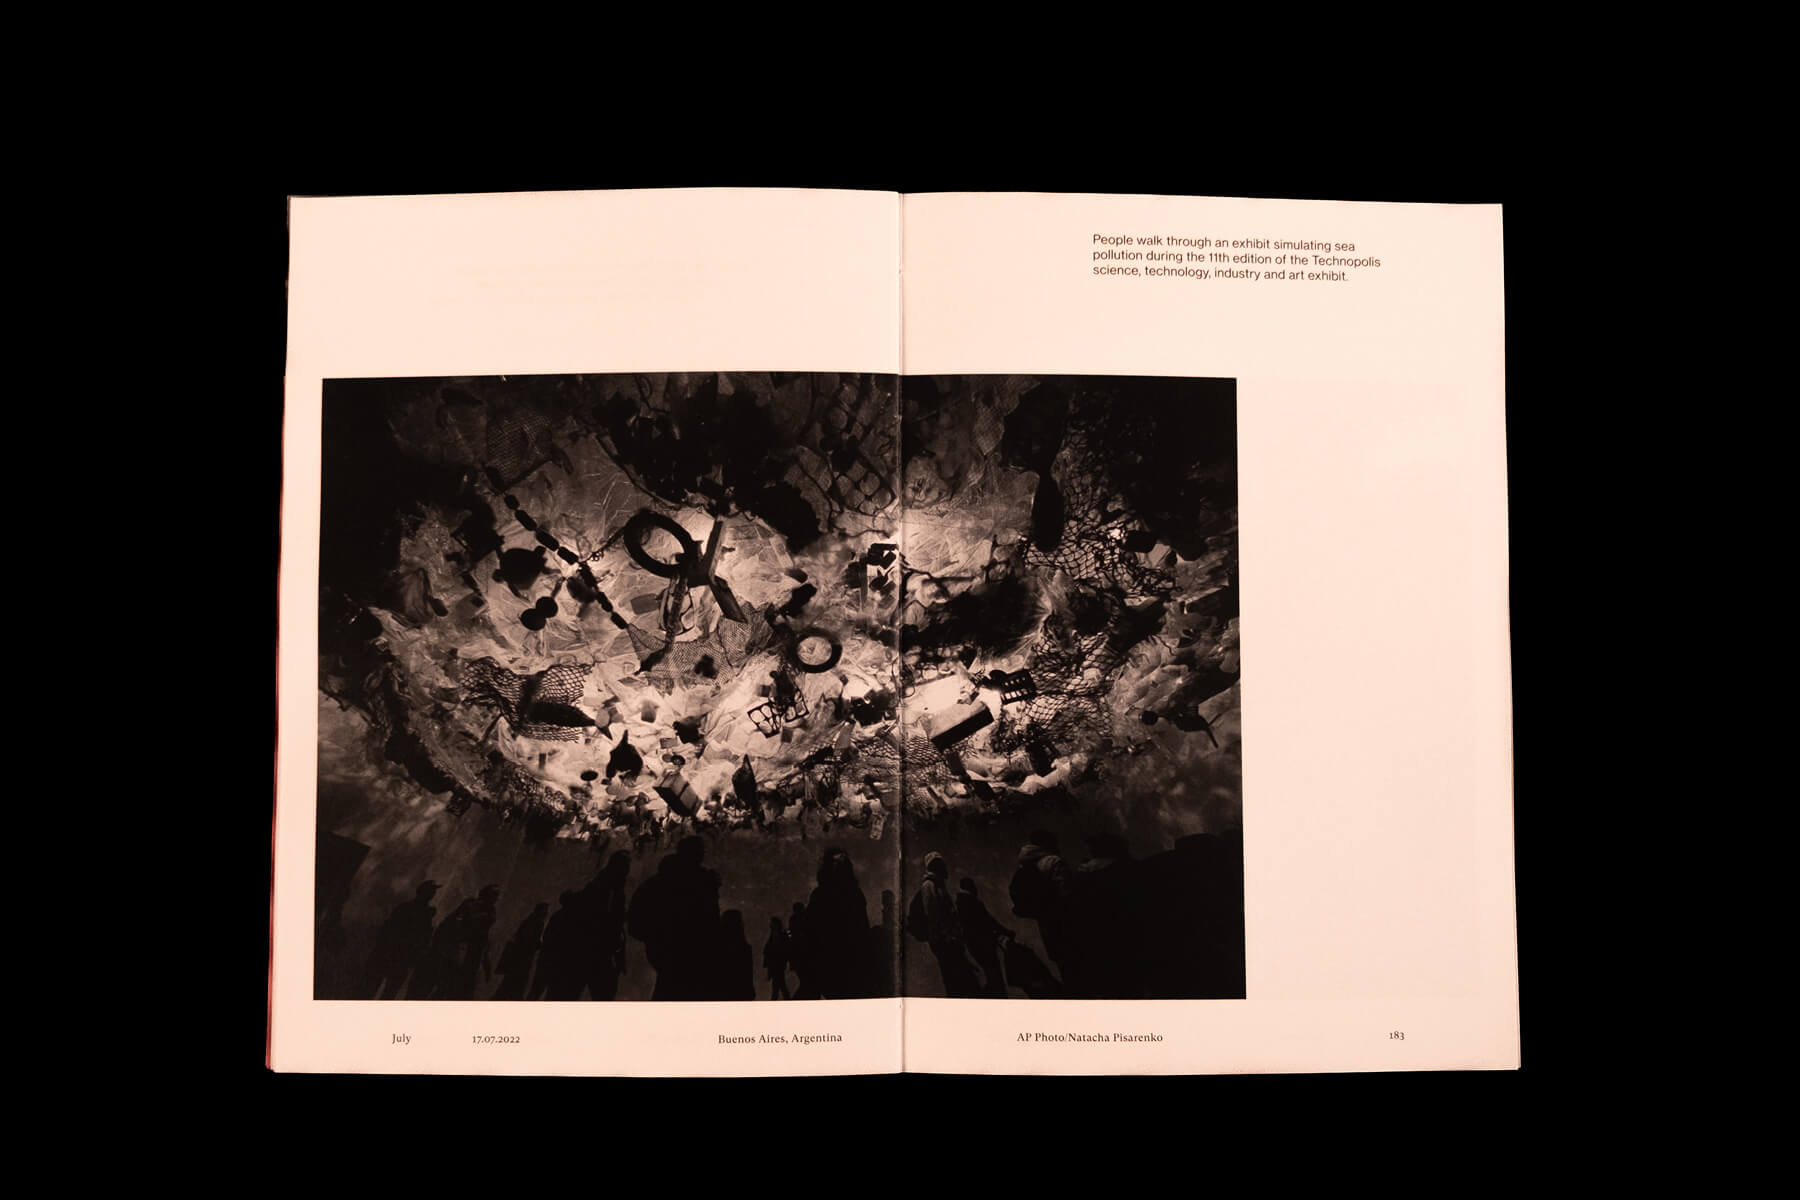 People walk through an exhibit simulating sea
pollution during the 11th edition of the Technopolis
science, technology, industry and art exhibit.
July
17.07.2022
Buenos Aires, Argentina
AP Photo/Natacha Pisarenko
183